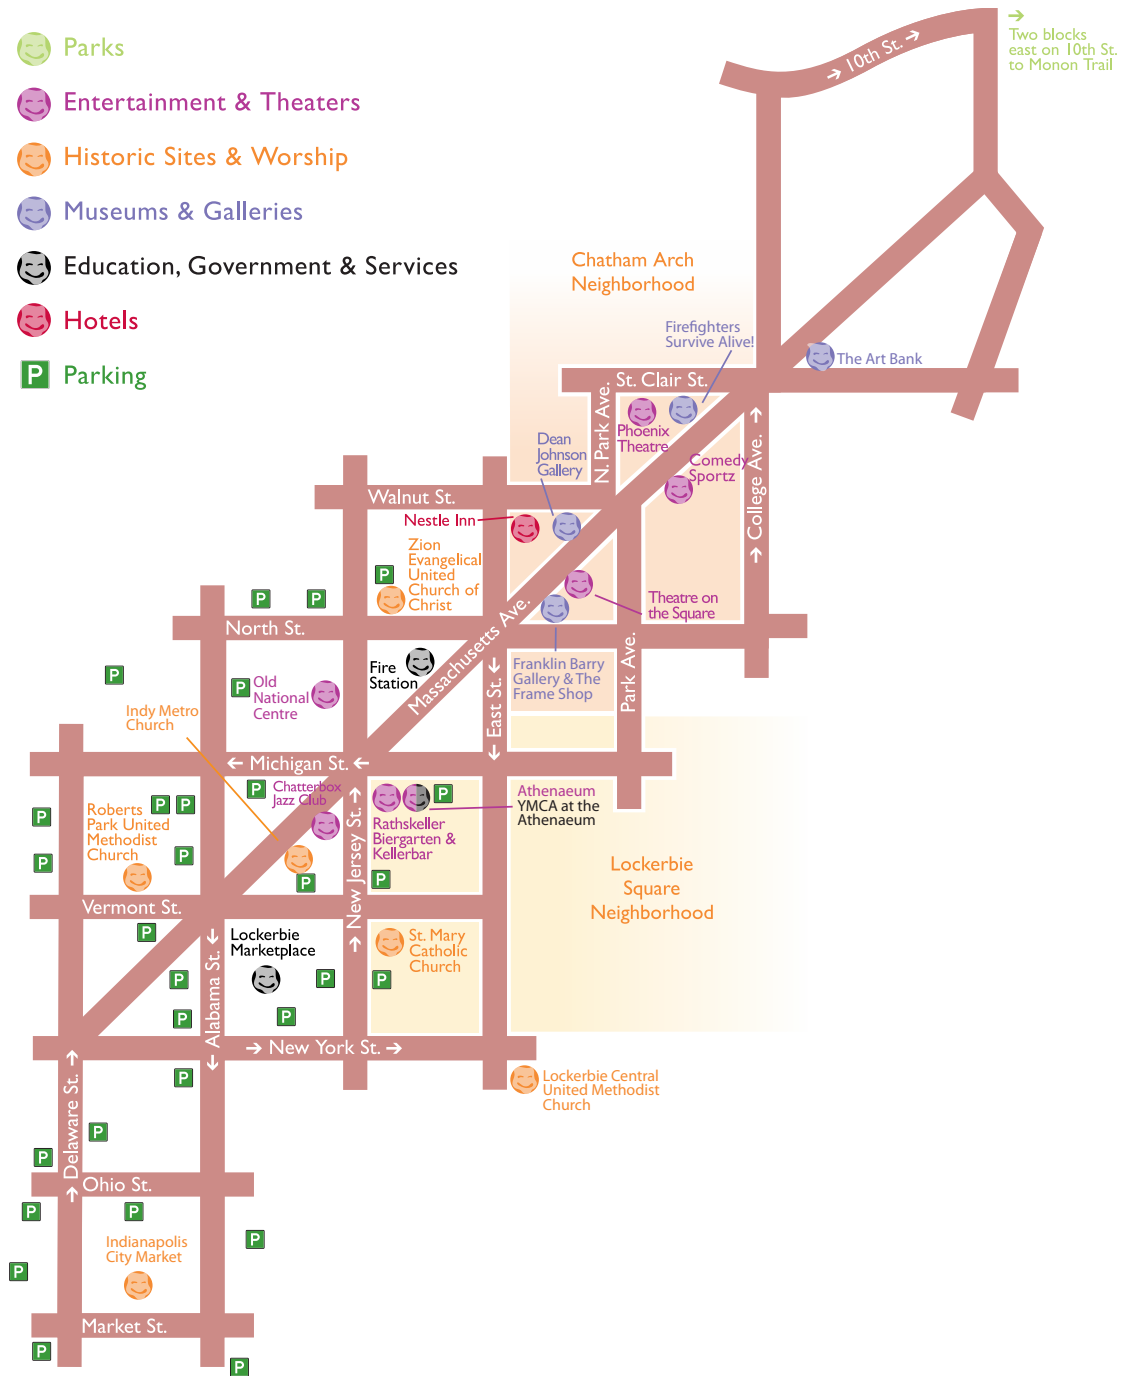 Parks
Entertainment & Theaters
Historic Sites & Worship
Museums & Galleries
Education, Government & Services
Hotels
P Parking
→
Two blocks
east on 10th St.
to Monon Trail
→ 10th St. →
Chatham Arch
Neighborhood
Firefighters
Survive Alive!
The Art Bank
St. Clair St.
N. Park Ave.
Phoenix
Theatre
Comedy
Sportz
← College Ave. →
Dean
Johnson
Gallery
Walnut St.
Nestle Inn
Zion
Evangelical
United
Church of
Christ
P
P
P
Theatre on
the Square
North St.
Massachusetts Ave.
Fire
Station
Franklin Barry
Gallery & The
Frame Shop
Park Ave.
← East St. →
P
P
Old
National
Centre
Indy Metro
Church
← Michigan St. ←
P
Chatterbox
Jazz Club
P
Athenaeum
YMCA at the
Athenaeum
Roberts
Park United
Methodist
Church
P
P
P
P
P
Rathskeller
Biergarten &
Kellerbar
→ New Jersey St. →
Lockerbie
Square
Neighborhood
P
P
Vermont St.
P
Lockerbie
Marketplace
St. Mary
Catholic
Church
P
P
P
P
P
← Alabama St. →
→ New York St. →
P
Lockerbie Central
United Methodist
Church
→ Delaware St. →
P
P
Ohio St.
P
P
P
Indianapolis
City Market
P
Market St.
P
P